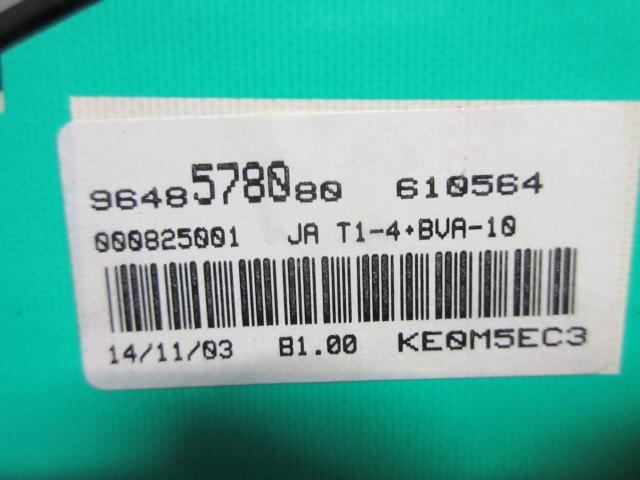 9648578080 610564
000825001 JA T1-4+BVA-10
14/11/03 B1.00 KE0M5EC3